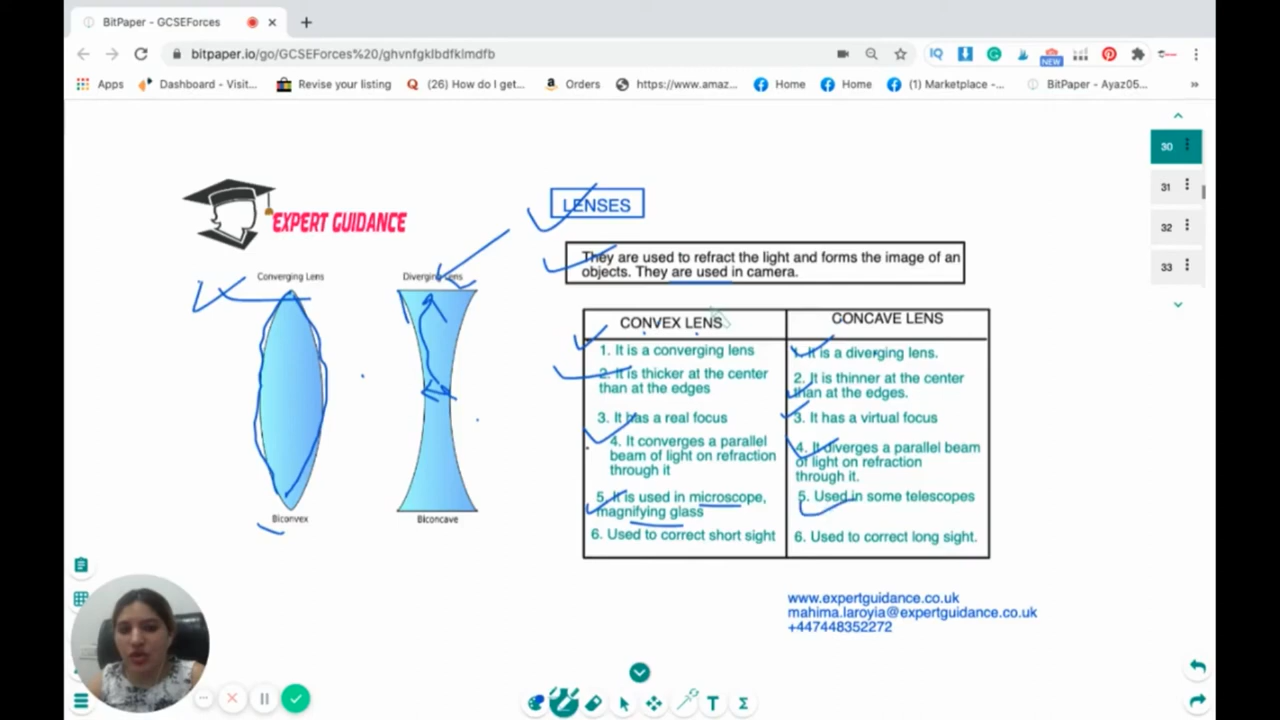 BitPaper - GCSEForces
bitpaper.io/go/GCSEForces%20/ghvnfgklbdfklmdfb
Apps
Dashboard - Visit...
Revise your listing
(26) How do I get...
Orders
https://www.amaz...
Home
Home
(1) Marketplace -...
BitPaper - Ayaz05...
»
IQ
NEW
30
31
32
33
EXPERT GUIDANCE
LENSES
They are used to refract the light and forms the image of an
objects. They are used in camera.
Converging Lens
Diverging Lens
Biconvex
Biconcave
CONVEX LENS
1. It is a converging lens
2. It is thicker at the center
than at the edges
3. It has a real focus
4. It converges a parallel
beam of light on refraction
through it
5. It is used in microscope,
magnifying glass
6. Used to correct short sight
GONCAVE LENS
1. It is a diverging lens.
2. It is thinner at the center
than at the edges.
3. It has a virtual focus
4. It diverges a parallel beam
of light on refraction
through it.
5. Used in some telescopes
6. Used to correct long sight.
www.expertguidance.co.uk
mahima.laroyia@expertguidance.co.uk
+447448352272
T
Σ